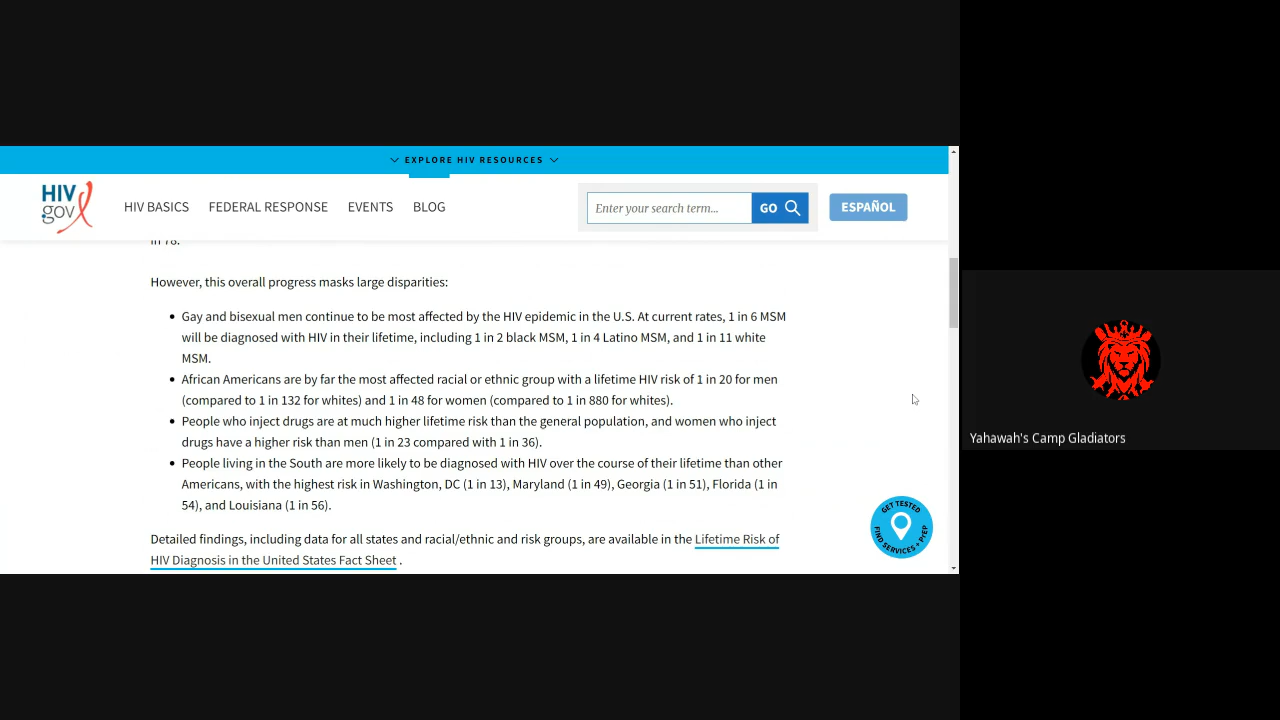 EXPLORE HIV RESOURCES
HIV gov
HIV BASICS
FEDERAL RESPONSE
EVENTS
BLOG
Enter your search term...
GO
ESPAÑOL
in 78.
However, this overall progress masks large disparities:
Gay and bisexual men continue to be most affected by the HIV epidemic in the U.S. At current rates, 1 in 6 MSM
will be diagnosed with HIV in their lifetime, including 1 in 2 black MSM, 1 in 4 Latino MSM, and 1 in 11 white
MSM.
African Americans are by far the most affected racial or ethnic group with a lifetime HIV risk of 1 in 20 for men
(compared to 1 in 132 for whites) and 1 in 48 for women (compared to 1 in 880 for whites).
People who inject drugs are at much higher lifetime risk than the general population, and women who inject
drugs have a higher risk than men (1 in 23 compared with 1 in 36).
People living in the South are more likely to be diagnosed with HIV over the course of their lifetime than other
Americans, with the highest risk in Washington, DC (1 in 13), Maryland (1 in 49), Georgia (1 in 51), Florida (1 in
54), and Louisiana (1 in 56).
Detailed findings, including data for all states and racial/ethnic and risk groups, are available in the Lifetime Risk of
HIV Diagnosis in the United States Fact Sheet .
GET TESTED
FIND SERVICES + PrEP
Yahawah's Camp Gladiators